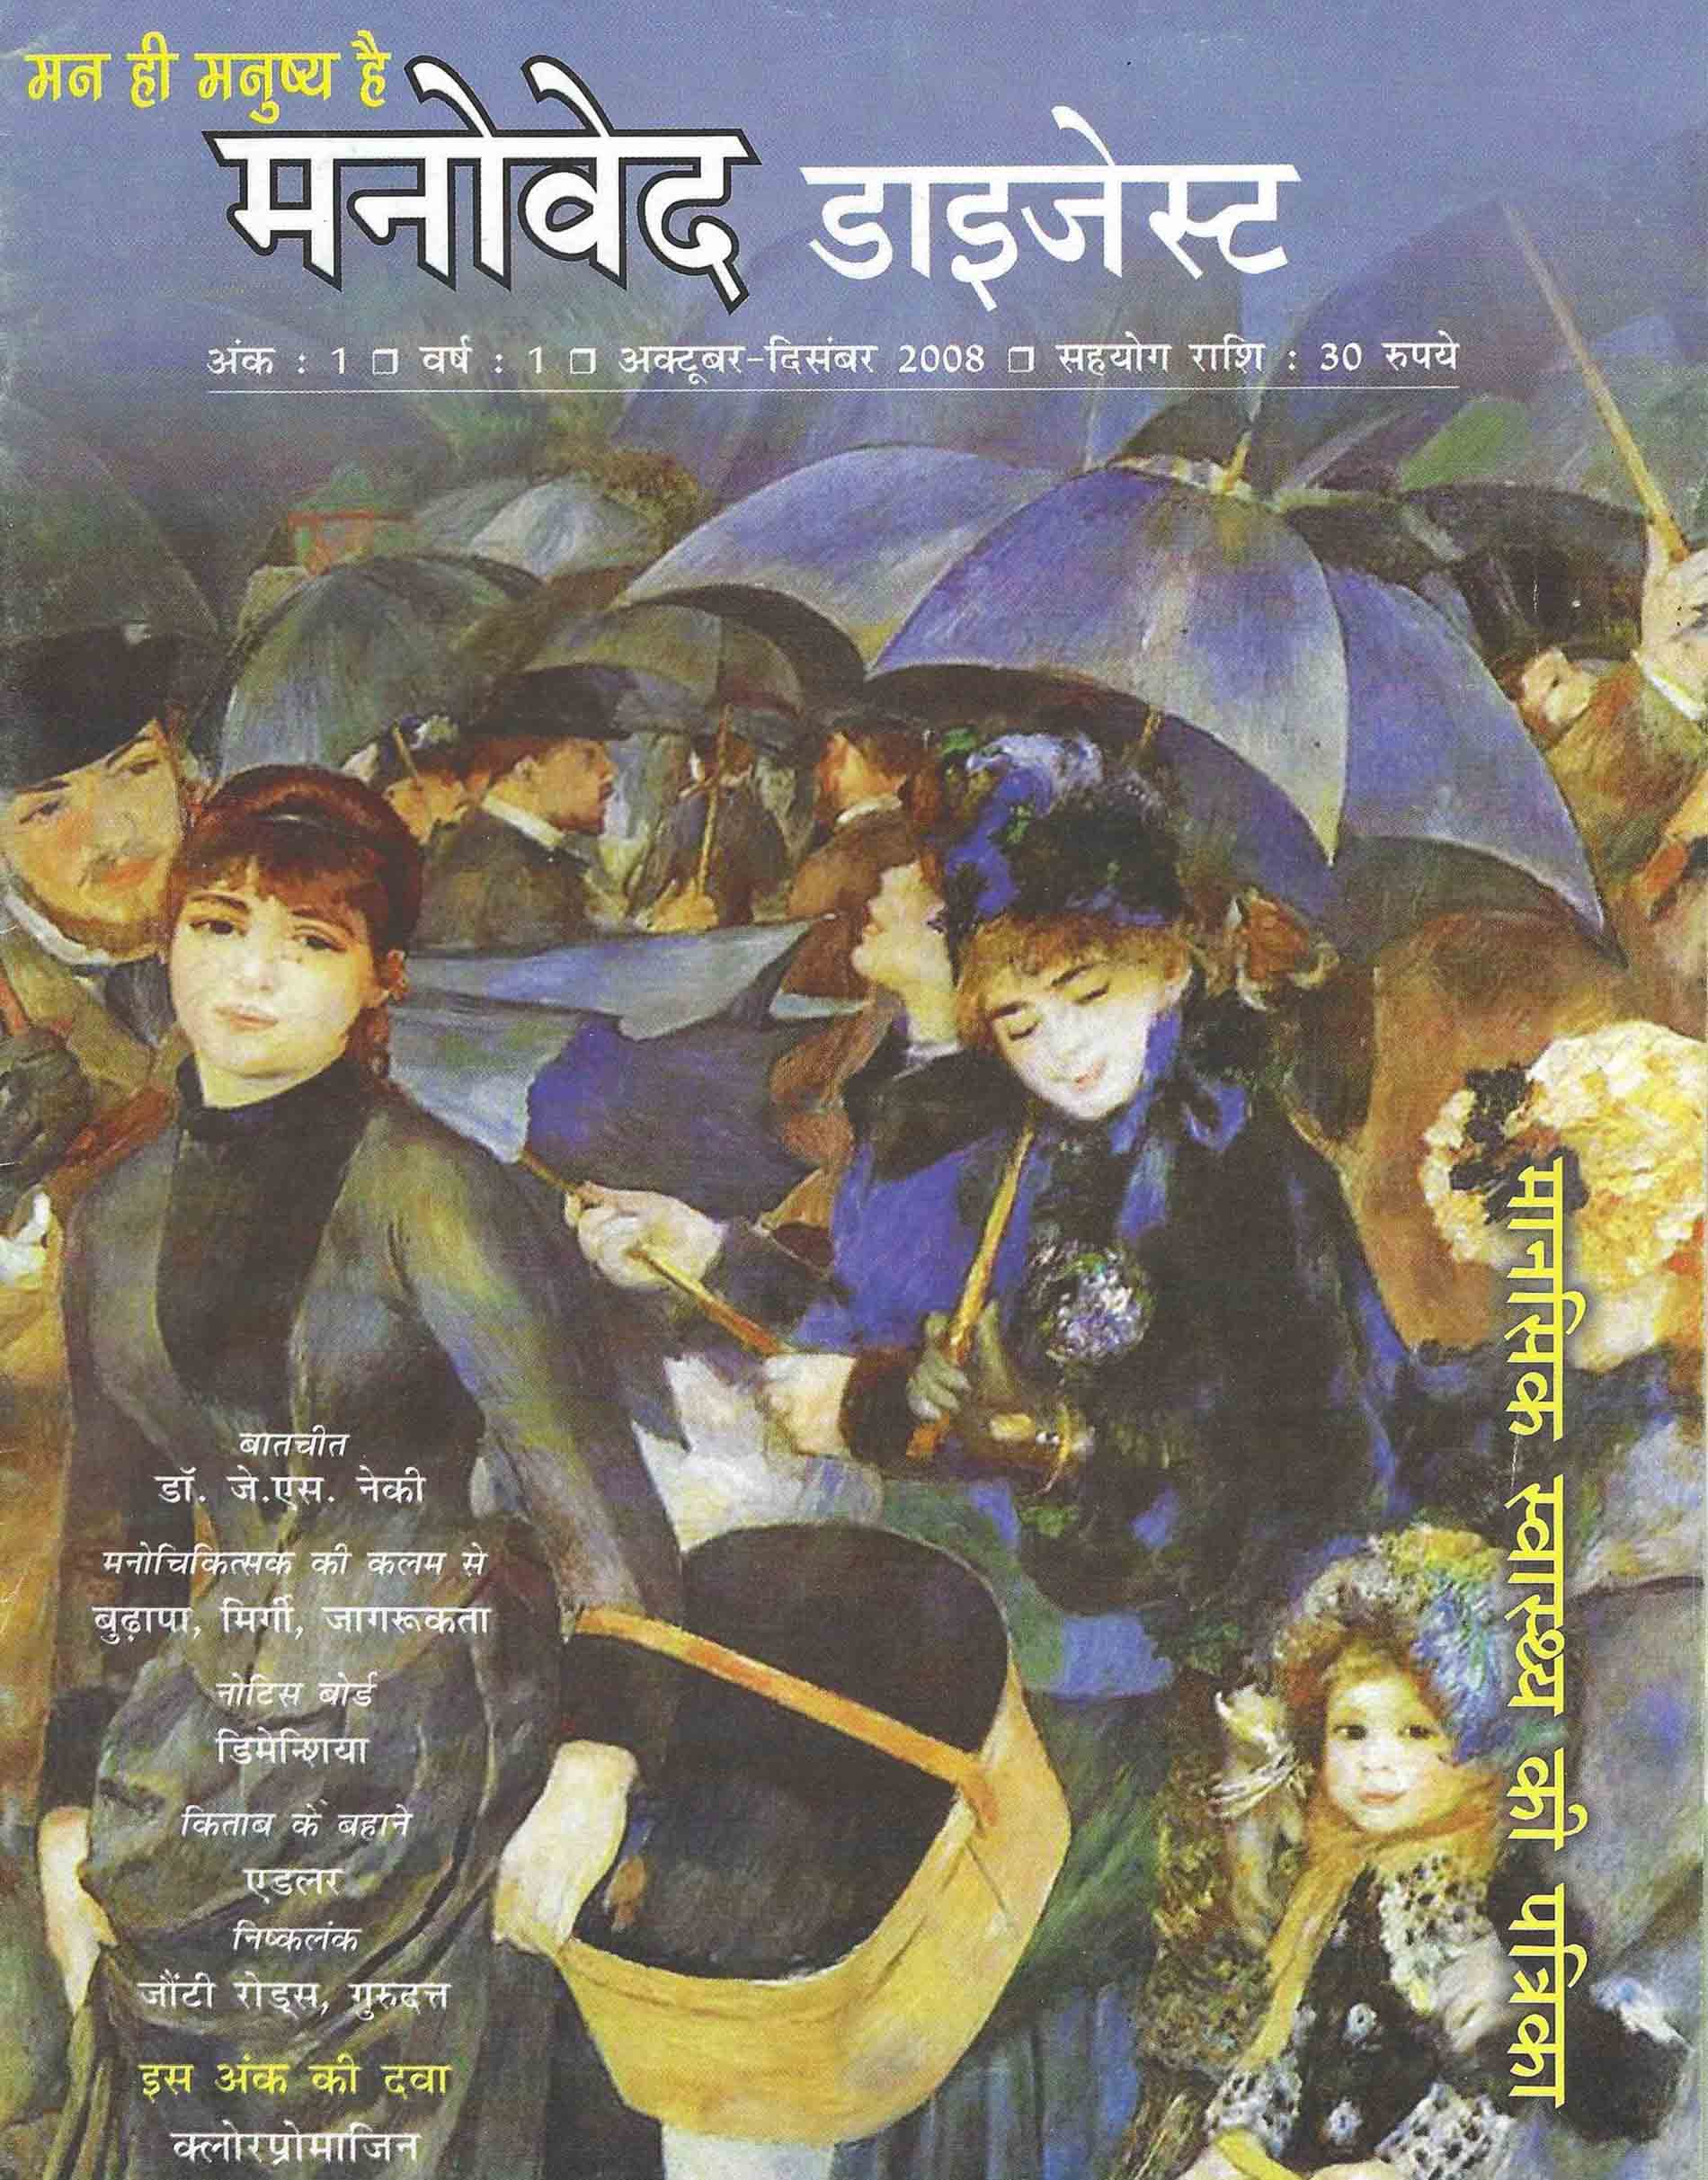 मन ही मनुष्य है
मनोवेद डाइजेस्ट
अंक : 1 □ वर्ष : 1 □ अक्टूबर-दिसंबर 2008 □ सहयोग राशि : 30 रुपये
मानसिक स्वास्थ्य की पत्रिका
बातचीत
डॉ. जे.एस. नेकी
मनोचिकित्सक की कलम से
बुढ़ापा, मिर्गी, जागरूकता
नोटिस बोर्ड
डिमेन्शिया
किताब के बहाने
एडलर
निष्कलंक
जौंटी रोड्स, गुरुदत्त
इस अंक की दवा
क्लोरप्रोमाजिन